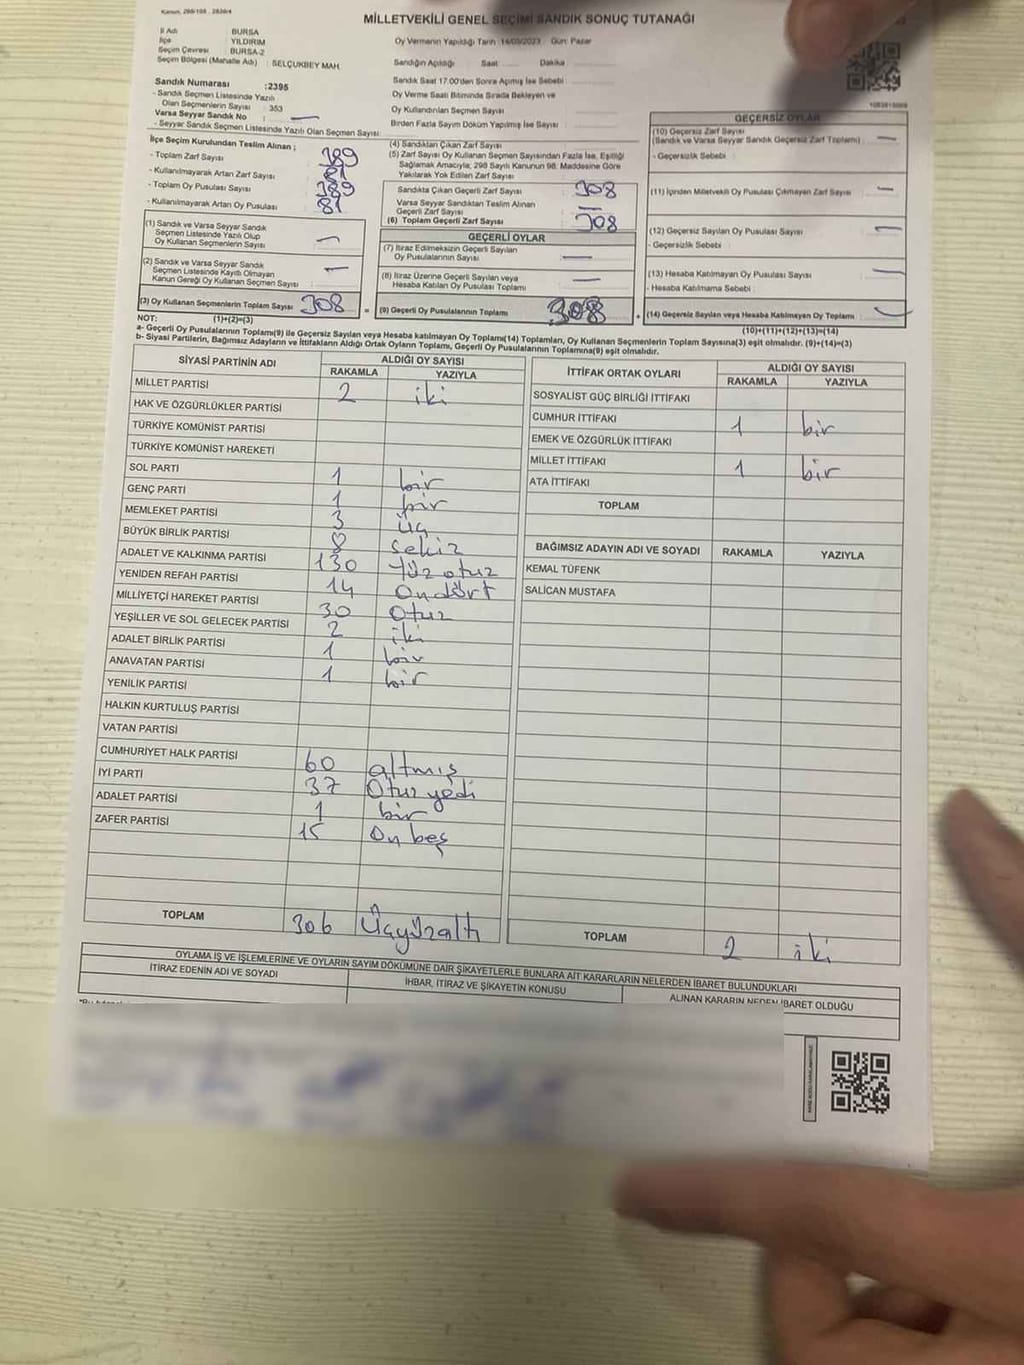 MİLLETVEKİLİ GENEL SEÇİMİ SANDIK SONUÇ TUTANAĞI
İl Adı : BURSA
İlçe : YILDIRIM
Seçim Çevresi : BURSA-2
Seçim Bölgesi (Mahalle Adı) : SELÇUKBEY MAH.
Oy Vermenin Yapıldığı Tarih : 14/05/2023 Gün: Pazar
Sandığın Açıldığı Saat Dakika
Sandık Saat 17:00'den Sonra Açılmış İse Sebebi
Oy Verme Saati Bitiminde Sırada Bekleyen ve
Oy Kullandırılan Seçmen Sayısı
Birden Fazla Sayım Döküm Yapılmış İse Sayısı
Sandık Numarası : 2395
- Sandık Seçmen Listesinde Yazılı
Olan Seçmenlerin Sayısı : 353
Varsa Seyyar Sandık No : —
- Seyyar Sandık Seçmen Listesinde Yazılı Olan Seçmen Sayısı:
İlçe Seçim Kurulundan Teslim Alınan ;
- Toplam Zarf Sayısı 389
- Kullanılmayarak Artan Zarf Sayısı 81
- Toplam Oy Pusulası Sayısı 389
- Kullanılmayarak Artan Oy Pusulası 81
(1) Sandık ve Varsa Seyyar Sandık
Seçmen Listesinde Yazılı Olup
Oy Kullanan Seçmenlerin Sayısı —
(2) Sandık ve Varsa Seyyar Sandık
Seçmen Listesinde Kayıtlı Olmayan
Kanun Gereği Oy Kullanan Seçmen Sayısı —
(3) Oy Kullanan Seçmenlerin Toplam Sayısı 308
(4) Sandıktan Çıkan Zarf Sayısı
(5) Zarf Sayısı Oy Kullanan Seçmen Sayısından Fazla İse, Eşitliği
Sağlamak Amacıyla, 298 Sayılı Kanunun 98. Maddesine Göre
Yakılarak Yok Edilen Zarf Sayısı :
Sandıkta Çıkan Geçerli Zarf Sayısı 308
Varsa Seyyar Sandıktan Teslim Alınan
Geçerli Zarf Sayısı —
(6) Toplam Geçerli Zarf Sayısı 308
GEÇERLİ OYLAR
(7) İtiraz Edilmeksizin Geçerli Sayılan
Oy Pusulalarının Sayısı —
(8) İtiraz Üzerine Geçerli Sayılan veya
Hesaba Katılan Oy Pusulası Toplamı —
= (9) Geçerli Oy Pusulalarının Toplamı 308
GEÇERSİZ OYLAR
(10) Geçersiz Zarf Sayısı
(Sandık ve Varsa Seyyar Sandık Geçersiz Zarf Toplamı) —
- Geçersizlik Sebebi :
(11) İçinden Milletvekili Oy Pusulası Çıkmayan Zarf Sayısı —
(12) Geçersiz Sayılan Oy Pusulası Sayısı —
- Geçersizlik Sebebi :
(13) Hesaba Katılmayan Oy Pusulası Sayısı —
- Hesaba Katılmama Sebebi :
+ (14) Geçersiz Sayılan veya Hesaba Katılmayan Oy Toplamı —
NOT: (1)+(2)=(3) (10)+(11)+(12)+(13)=(14)
a- Geçerli Oy Pusulalarının Toplamı(9) ile Geçersiz Sayılan veya Hesaba katılmayan Oy Toplamı(14) Toplamları, Oy Kullanan Seçmenlerin Toplam Sayısına(3) eşit olmalıdır. (9)+(14)=(3)
b- Siyasi Partilerin, Bağımsız Adayların ve İttifakların Aldığı Ortak Oyların Toplamı, Geçerli Oy Pusulalarının Toplamına(9) eşit olmalıdır.
SİYASİ PARTİNİN ADI ALDIĞI OY SAYISI
RAKAMLA YAZIYLA
MİLLET PARTİSİ 2 iki
HAK VE ÖZGÜRLÜKLER PARTİSİ
TÜRKİYE KOMÜNİST PARTİSİ
TÜRKİYE KOMÜNİST HAREKETİ
SOL PARTİ 1 bir
GENÇ PARTİ 1 bir
MEMLEKET PARTİSİ 3 Üç
BÜYÜK BİRLİK PARTİSİ 8 sekiz
ADALET VE KALKINMA PARTİSİ 130 Yüz otuz
YENİDEN REFAH PARTİSİ 14 Ondört
MİLLİYETÇİ HAREKET PARTİSİ 30 Otuz
YEŞİLLER VE SOL GELECEK PARTİSİ 2 iki
ADALET BİRLİK PARTİSİ 1 bir
ANAVATAN PARTİSİ 1 bir
YENİLİK PARTİSİ
HALKIN KURTULUŞ PARTİSİ
VATAN PARTİSİ
CUMHURİYET HALK PARTİSİ 60 altmış
İYİ PARTİ 37 Otuz yedi
ADALET PARTİSİ 1 bir
ZAFER PARTİSİ 15 On beş
TOPLAM 306 Üçyüzaltı
İTTİFAK ORTAK OYLARI ALDIĞI OY SAYISI
RAKAMLA YAZIYLA
SOSYALİST GÜÇ BİRLİĞİ İTTİFAKI
CUMHUR İTTİFAKI 1 bir
EMEK VE ÖZGÜRLÜK İTTİFAKI
MİLLET İTTİFAKI 1 bir
ATA İTTİFAKI
TOPLAM
BAĞIMSIZ ADAYIN ADI VE SOYADI RAKAMLA YAZIYLA
KEMAL TÜFENK
SALİCAN MUSTAFA
TOPLAM 2 iki
OYLAMA İŞ VE İŞLEMLERİNE VE OYLARIN SAYIM DÖKÜMÜNE DAİR ŞİKAYETLERLE BUNLARA AİT KARARLARIN NELERDEN İBARET BULUNDUKLARI
İTİRAZ EDENİN ADI VE SOYADI
İHBAR, İTİRAZ VE ŞİKAYETİN KONUSU
ALINAN KARARIN NEDEN İBARET OLDUĞU